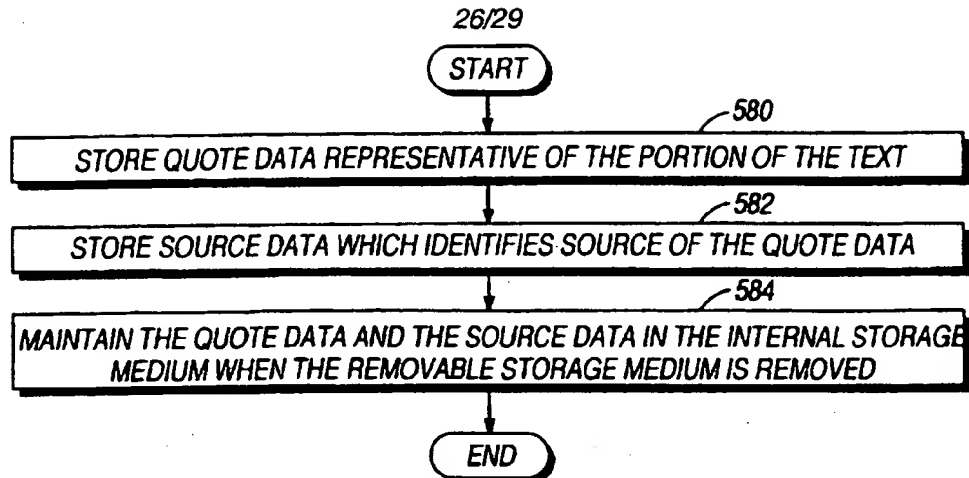 26/29
START
580
STORE QUOTE DATA REPRESENTATIVE OF THE PORTION OF THE TEXT
582
STORE SOURCE DATA WHICH IDENTIFIES SOURCE OF THE QUOTE DATA
584
MAINTAIN THE QUOTE DATA AND THE SOURCE DATA IN THE INTERNAL STORAGE
MEDIUM WHEN THE REMOVABLE STORAGE MEDIUM IS REMOVED
END